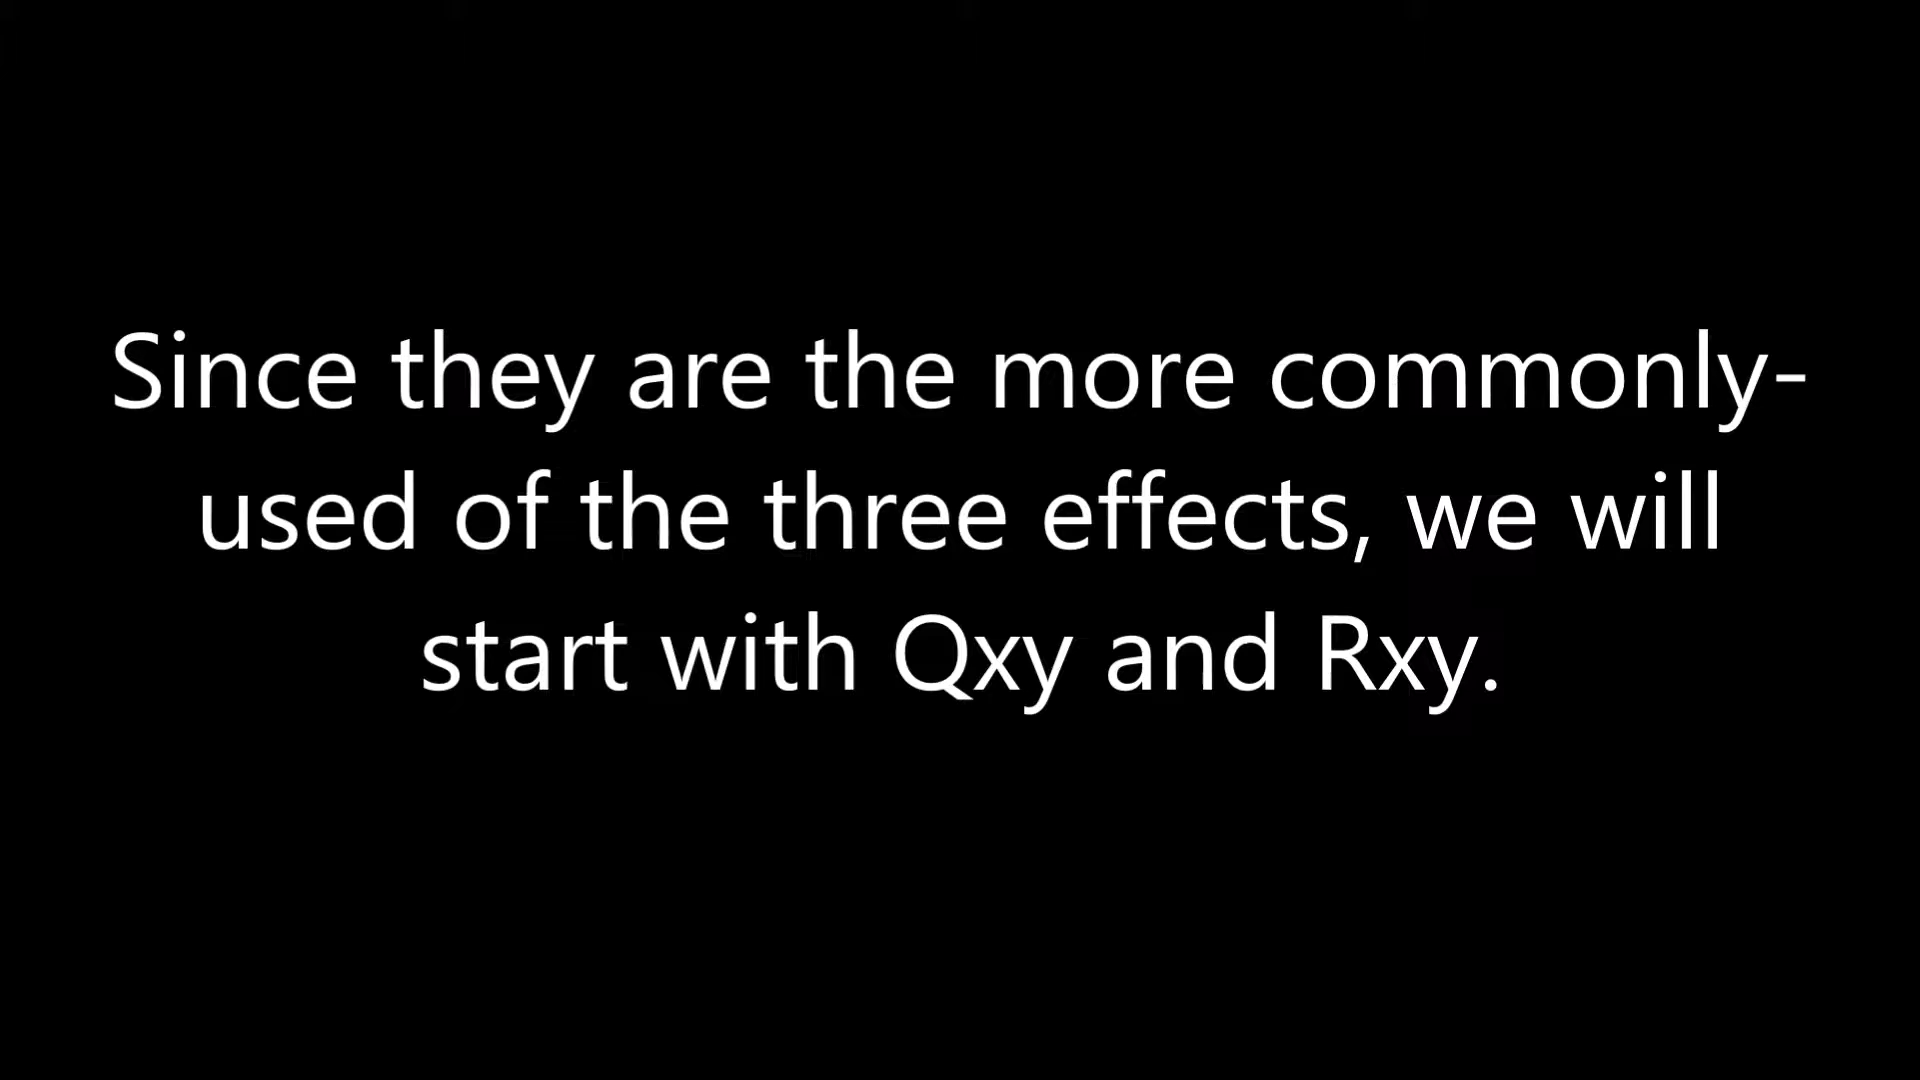 Since they are the more commonly-
used of the three effects, we will
start with Qxy and Rxy.